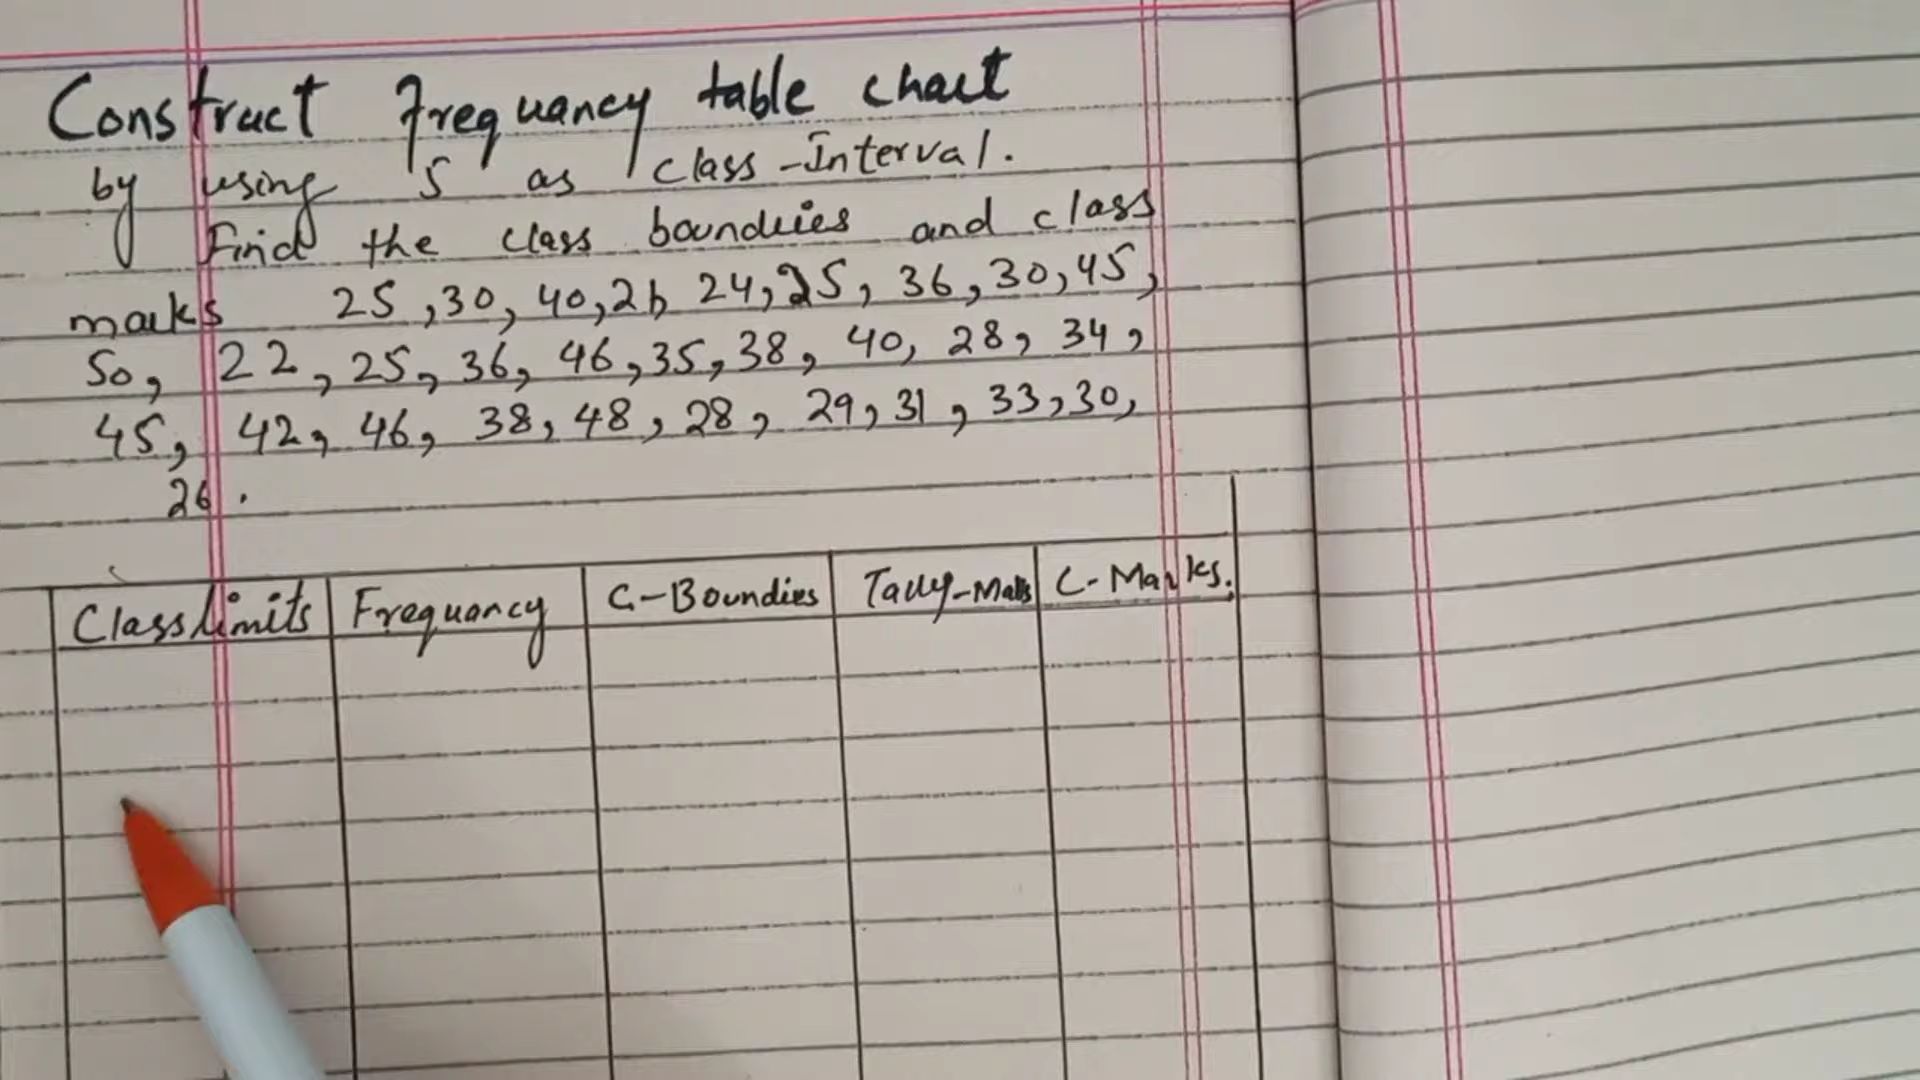 Construct frequancy table chart
by using 5 as class-Interval.
Find the class boundries and class
marks 25, 30, 40, 26 24, 25, 36, 30, 45,
50, 22, 25, 36, 46, 35, 38, 40, 28, 34,
45, 42, 46, 38, 48, 28, 29, 31, 33, 30,
26.
Class limits Frequancy C-Boundies Tally-Marks C-Marks.